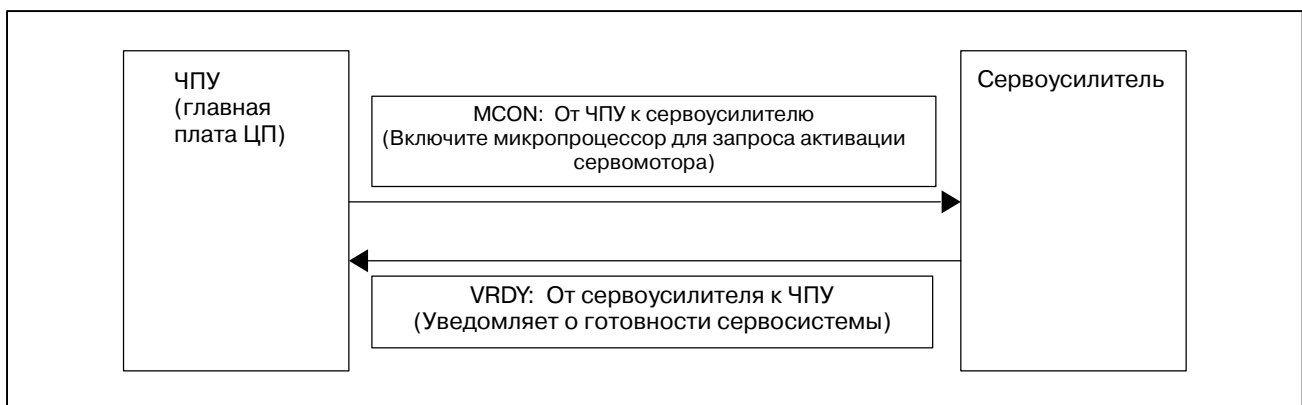 ЧПУ
(главная
плата ЦП)
MCON: От ЧПУ к сервоусилителю
(Включите микропроцессор для запроса активации
сервомотора)
Сервоусилитель
VRDY: От сервоусилителя к ЧПУ
(Уведомляет о готовности сервосистемы)